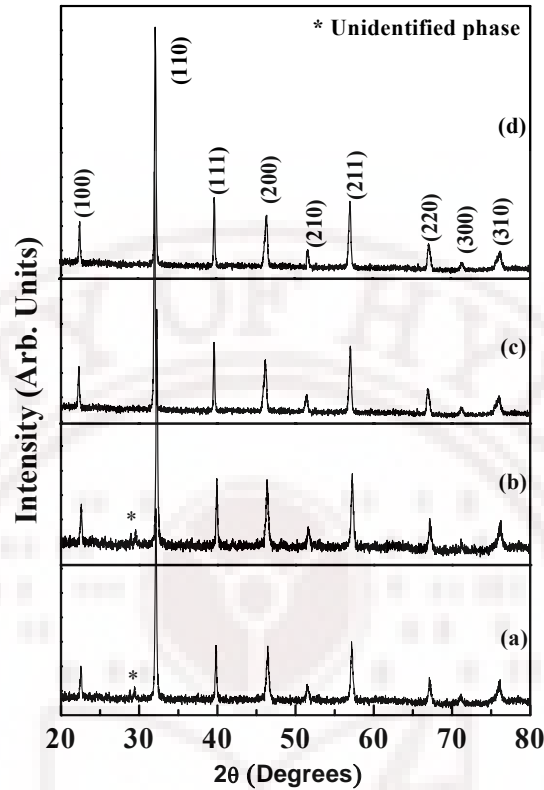 * Unidentified phase
(100)
(110)
(111)
(200)
(210)
(211)
(220)
(300)
(310)
(d)
(c)
*
(b)
*
(a)
Intensity (Arb. Units)
20 30 40 50 60 70 80
2θ (Degrees)